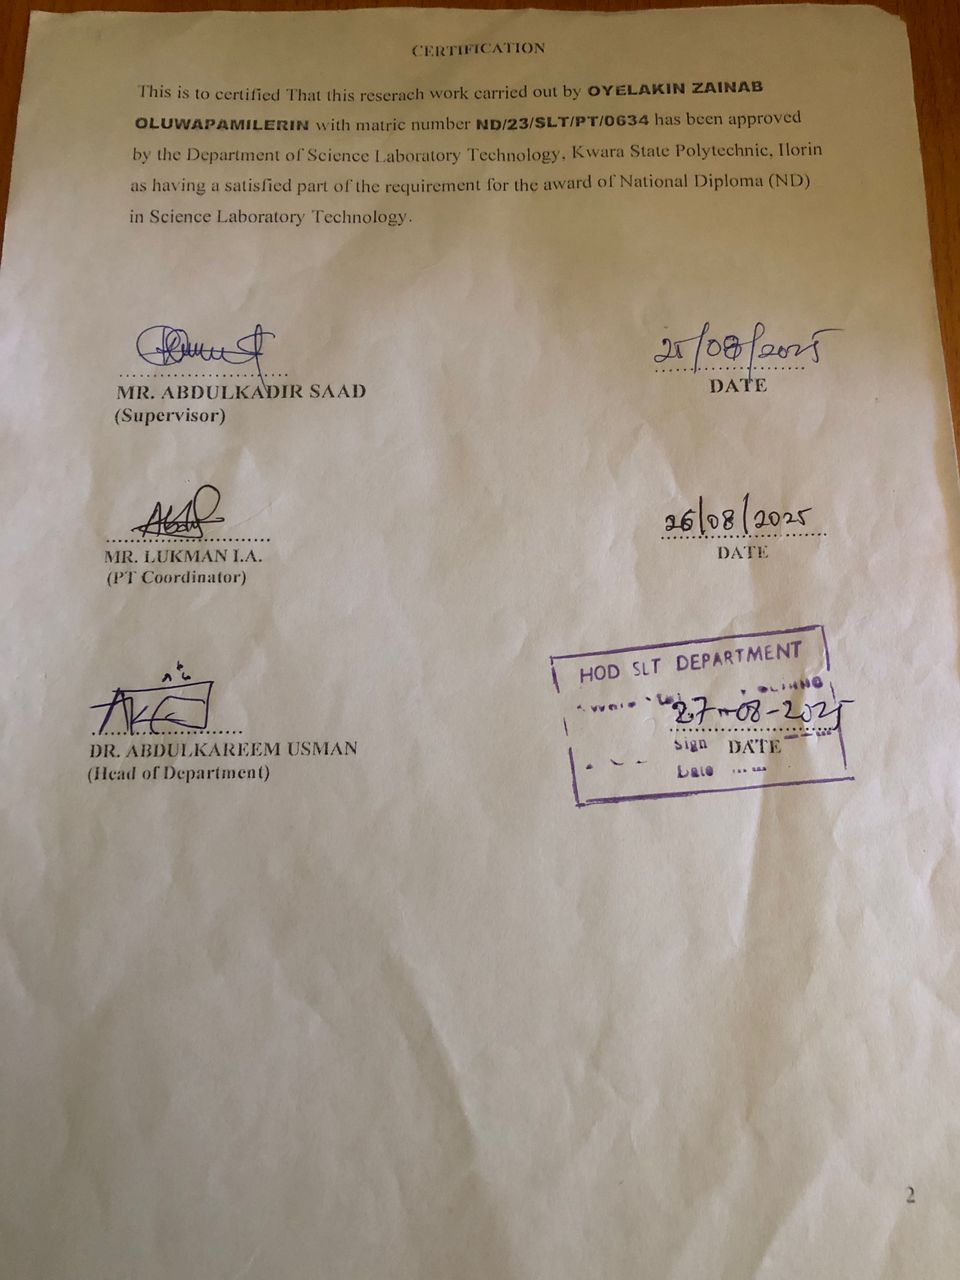 CERTIFICATION
This is to certified That this reserach work carried out by OYELAKIN ZAINAB
OLUWAPAMILERIN with matric number ND/23/SLT/PT/0634 has been approved
by the Department of Science Laboratory Technology, Kwara State Polytechnic, Ilorin
as having a satisfied part of the requirement for the award of National Diploma (ND)
in Science Laboratory Technology.
25/08/2025
MR. ABDULKADIR SAAD DATE
(Supervisor)
26/08/2025
MR. LUKMAN I.A. DATE
(PT Coordinator)
HOD SLT DEPARTMENT
27-08-2025
Sign
DR. ABDULKAREEM USMAN DATE
(Head of Department) Date
2